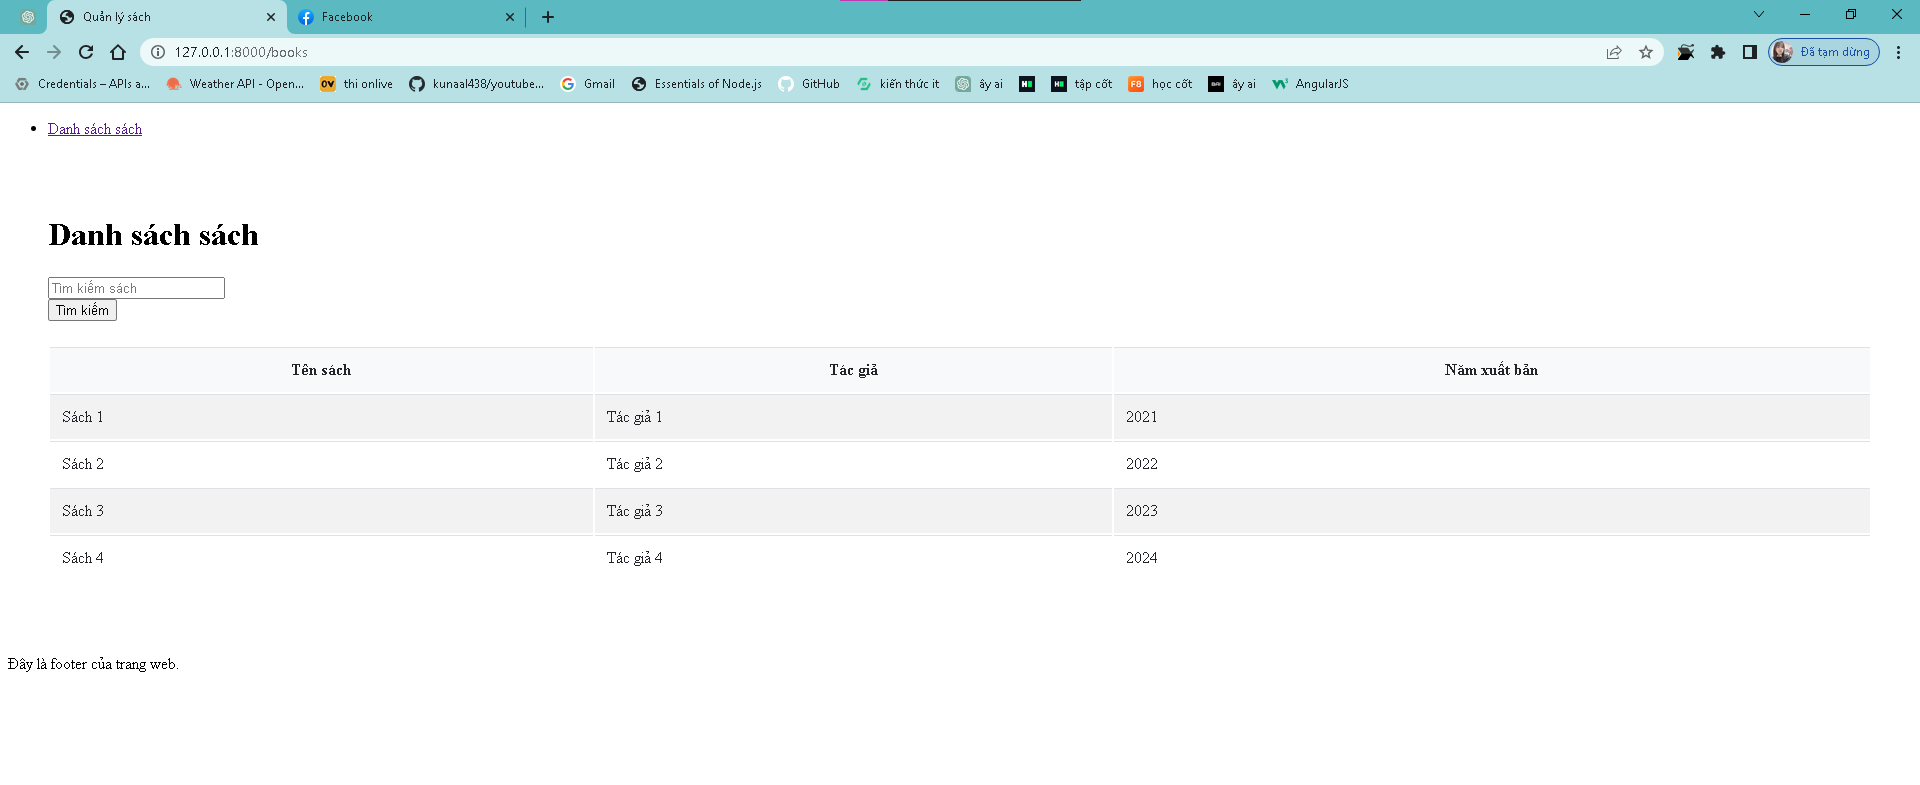 Quản lý sách
Facebook
127.0.0.1:8000/books
Đã tạm dừng
Credentials – APIs a...
Weather API - Open...
OV
thi onlive
kunaal438/youtube...
Gmail
Essentials of Node.js
GitHub
kiến thức it
ây ai
tập cốt
F8
học cốt
ây ai
AngularJS
Danh sách sách
Danh sách sách
Tìm kiếm sách
Tìm kiếm
Tên sách Tác giả Năm xuất bản
Sách 1 Tác giả 1 2021
Sách 2 Tác giả 2 2022
Sách 3 Tác giả 3 2023
Sách 4 Tác giả 4 2024
Đây là footer của trang web.